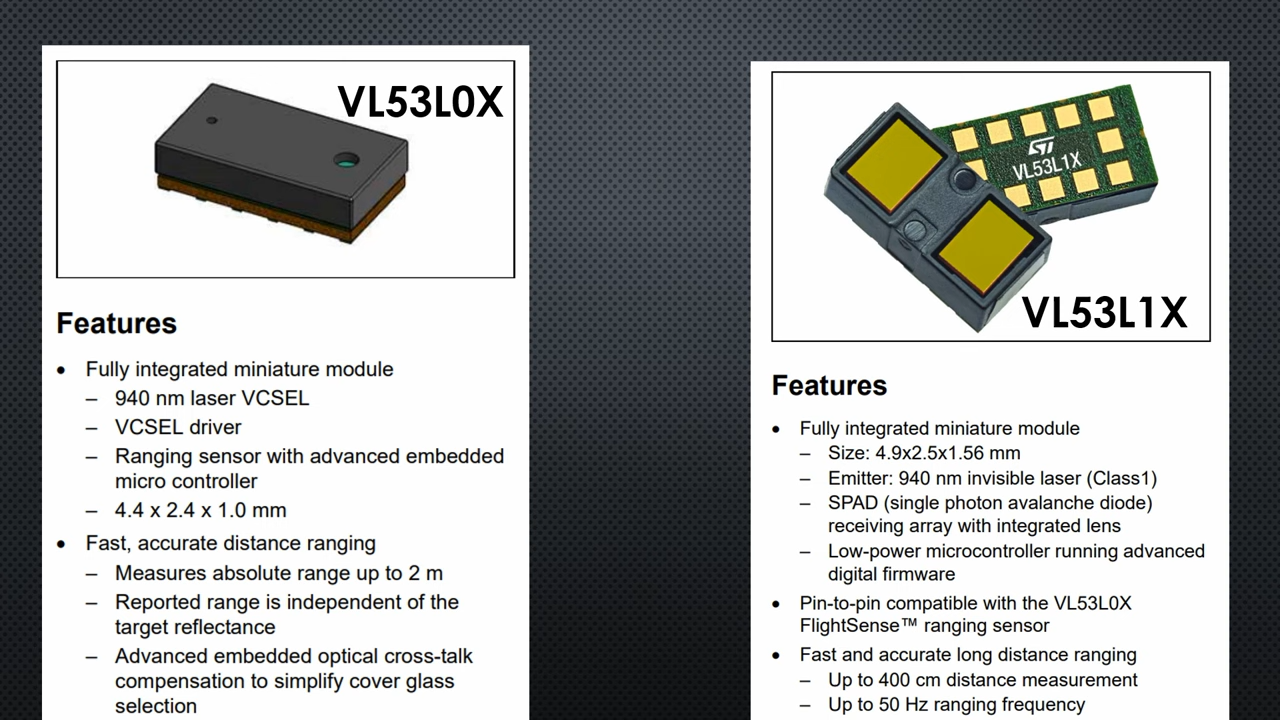 VL53L0X
Features
• Fully integrated miniature module
– 940 nm laser VCSEL
– VCSEL driver
– Ranging sensor with advanced embedded
micro controller
– 4.4 x 2.4 x 1.0 mm
• Fast, accurate distance ranging
– Measures absolute range up to 2 m
– Reported range is independent of the
target reflectance
– Advanced embedded optical cross-talk
compensation to simplify cover glass
selection
ST
VL53L1X
VL53L1X
Features
• Fully integrated miniature module
– Size: 4.9x2.5x1.56 mm
– Emitter: 940 nm invisible laser (Class1)
– SPAD (single photon avalanche diode)
receiving array with integrated lens
– Low-power microcontroller running advanced
digital firmware
• Pin-to-pin compatible with the VL53L0X
FlightSense™ ranging sensor
• Fast and accurate long distance ranging
– Up to 400 cm distance measurement
– Up to 50 Hz ranging frequency